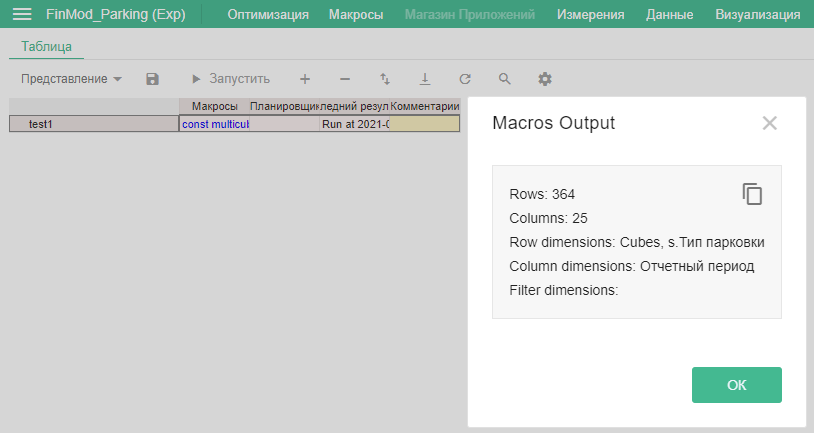 FinMod_Parking (Exp) Оптимизация Макросы Магазин Приложений Измерения Данные Визуализация
Таблица
Представление Запустить
Макросы Планировщик ледний резул Комментарии
test1 const multicul Run at 2021-0
Macros Output
Rows: 364
Columns: 25
Row dimensions: Cubes, s.Тип парковки
Column dimensions: Отчетный период
Filter dimensions:
OK